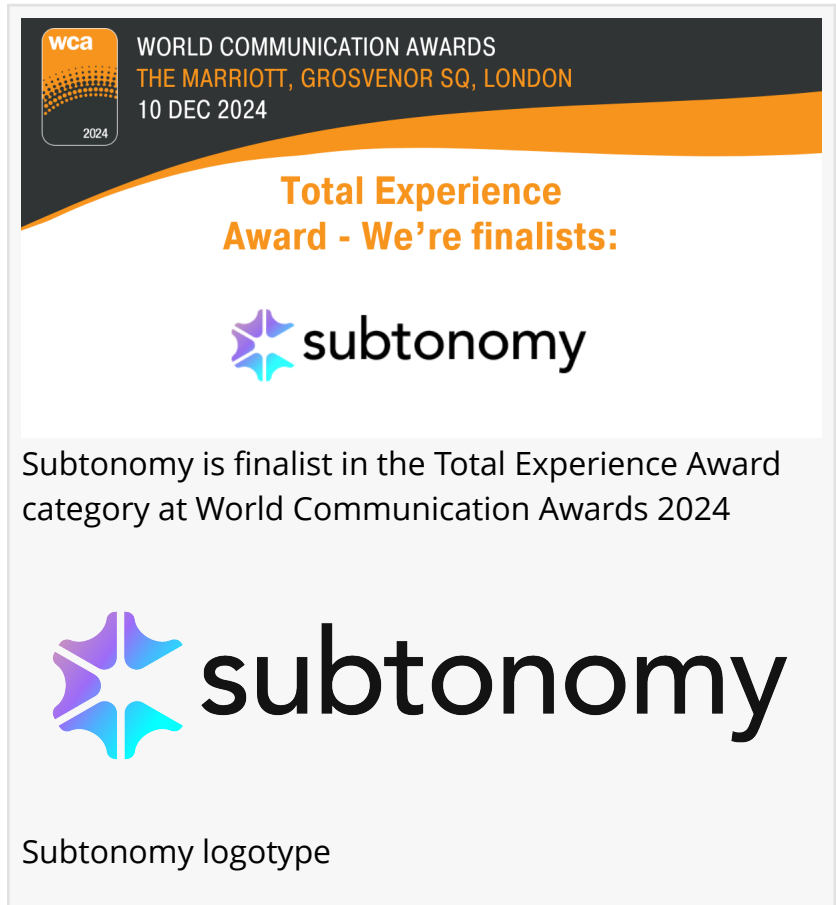 wca
2024
WORLD COMMUNICATION AWARDS
THE MARRIOTT, GROSVENOR SQ, LONDON
10 DEC 2024
Total Experience
Award - We’re finalists:
subtonomy
Subtonomy is finalist in the Total Experience Award
category at World Communication Awards 2024
subtonomy
Subtonomy logotype